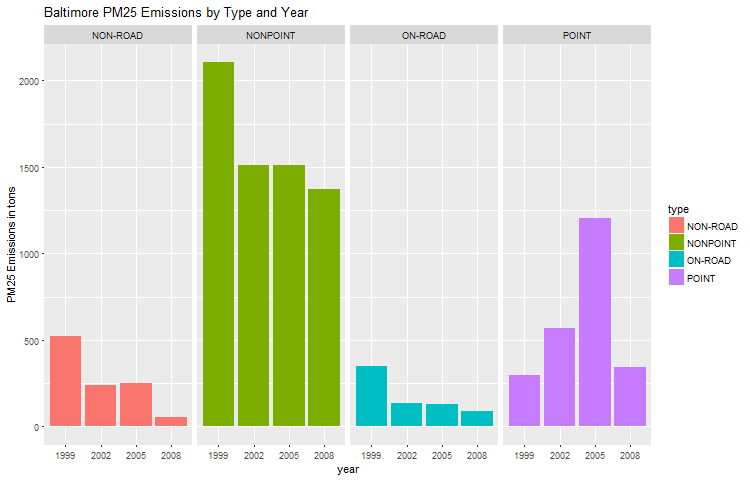 Baltimore PM25 Emissions by Type and Year
NON-ROAD NONPOINT ON-ROAD POINT
PM25 Emissions in tons
2000
1500
1000
500
0
1999 2002 2005 2008 1999 2002 2005 2008 1999 2002 2005 2008 1999 2002 2005 2008
year
type
NON-ROAD
NONPOINT
ON-ROAD
POINT